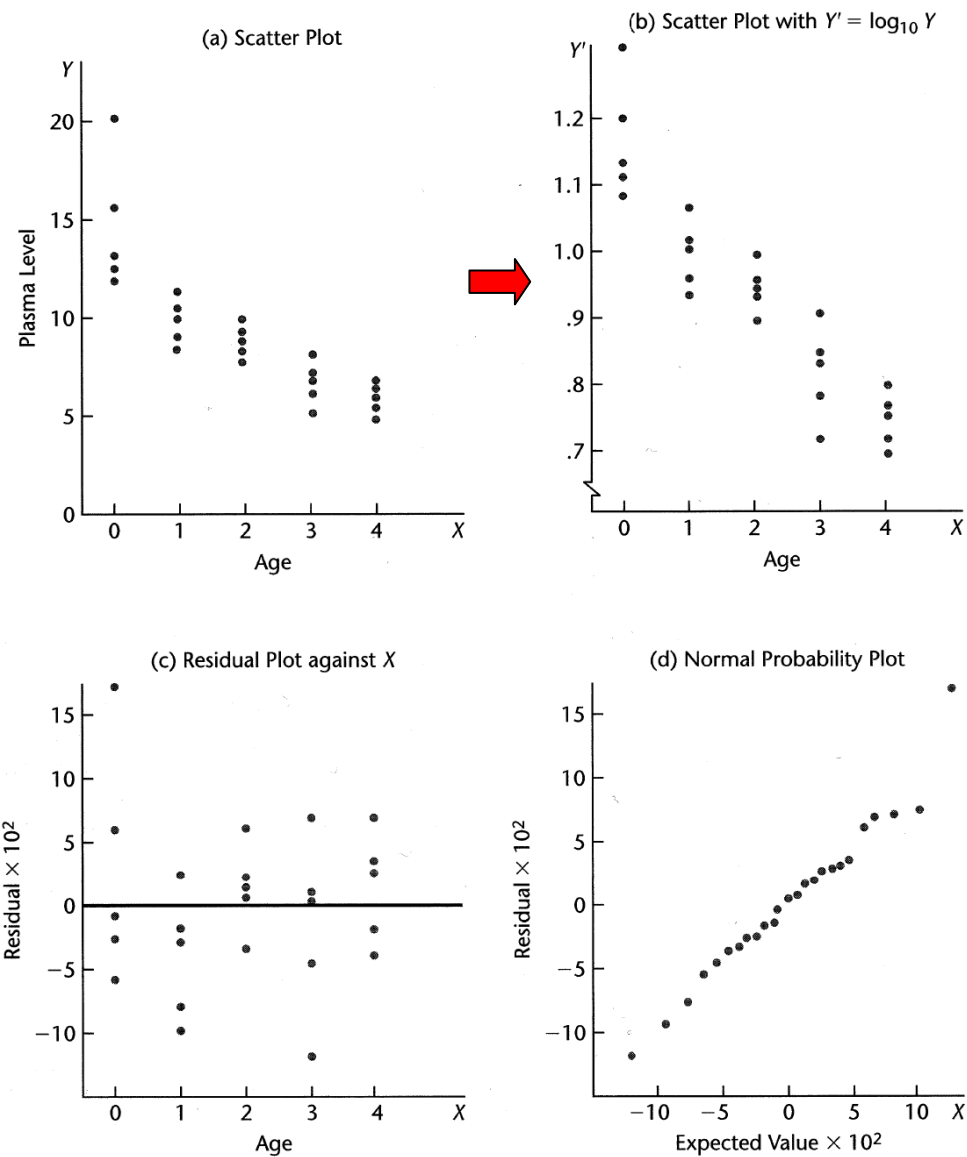 (a) Scatter Plot
Y
20
15
10
5
0
Plasma Level
0 1 2 3 4 X
Age
(b) Scatter Plot with Y′ = log₁₀ Y
Y′
1.2
1.1
1.0
.9
.8
.7
0 1 2 3 4 X
Age
(c) Residual Plot against X
15
10
5
0
−5
−10
Residual × 10²
0 1 2 3 4 X
Age
(d) Normal Probability Plot
15
10
5
0
−5
−10
Residual × 10²
−10 −5 0 5 10 X
Expected Value × 10²